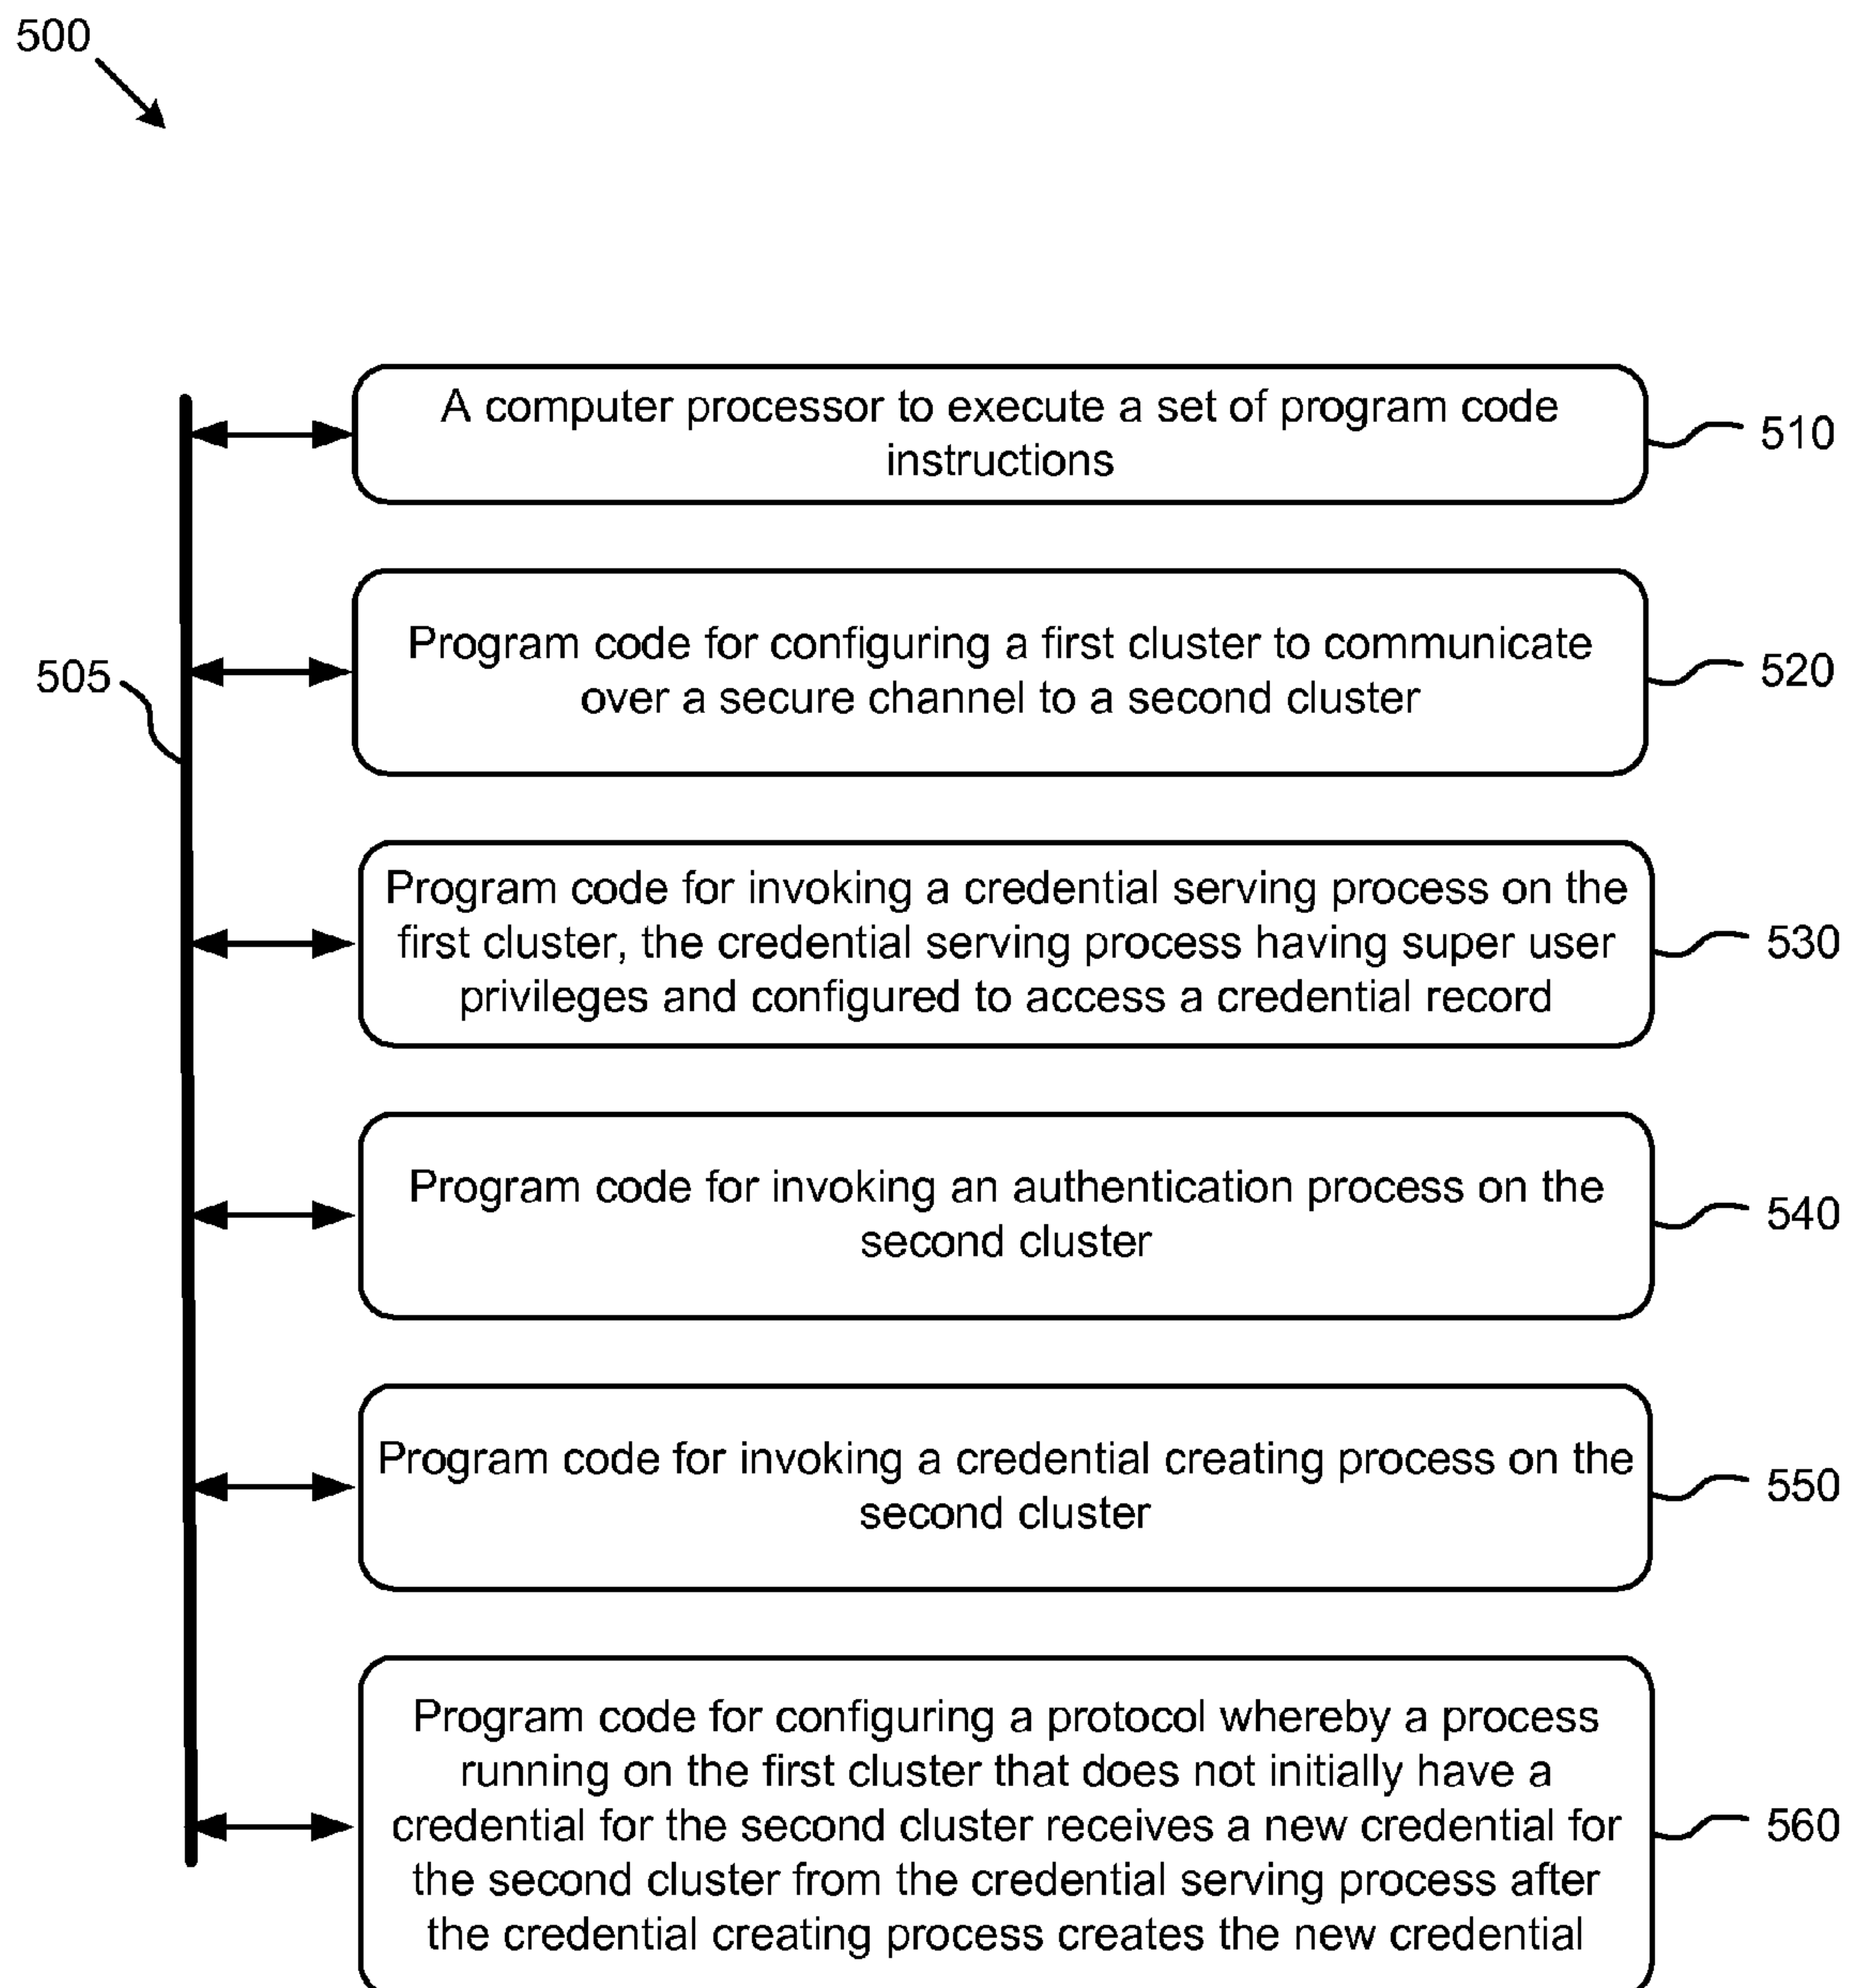 500
A computer processor to execute a set of program code
instructions
510
Program code for configuring a first cluster to communicate
over a secure channel to a second cluster
520
505
Program code for invoking a credential serving process on the
first cluster, the credential serving process having super user
privileges and configured to access a credential record
530
Program code for invoking an authentication process on the
second cluster
540
Program code for invoking a credential creating process on the
second cluster
550
Program code for configuring a protocol whereby a process
running on the first cluster that does not initially have a
credential for the second cluster receives a new credential for
the second cluster from the credential serving process after
the credential creating process creates the new credential
560